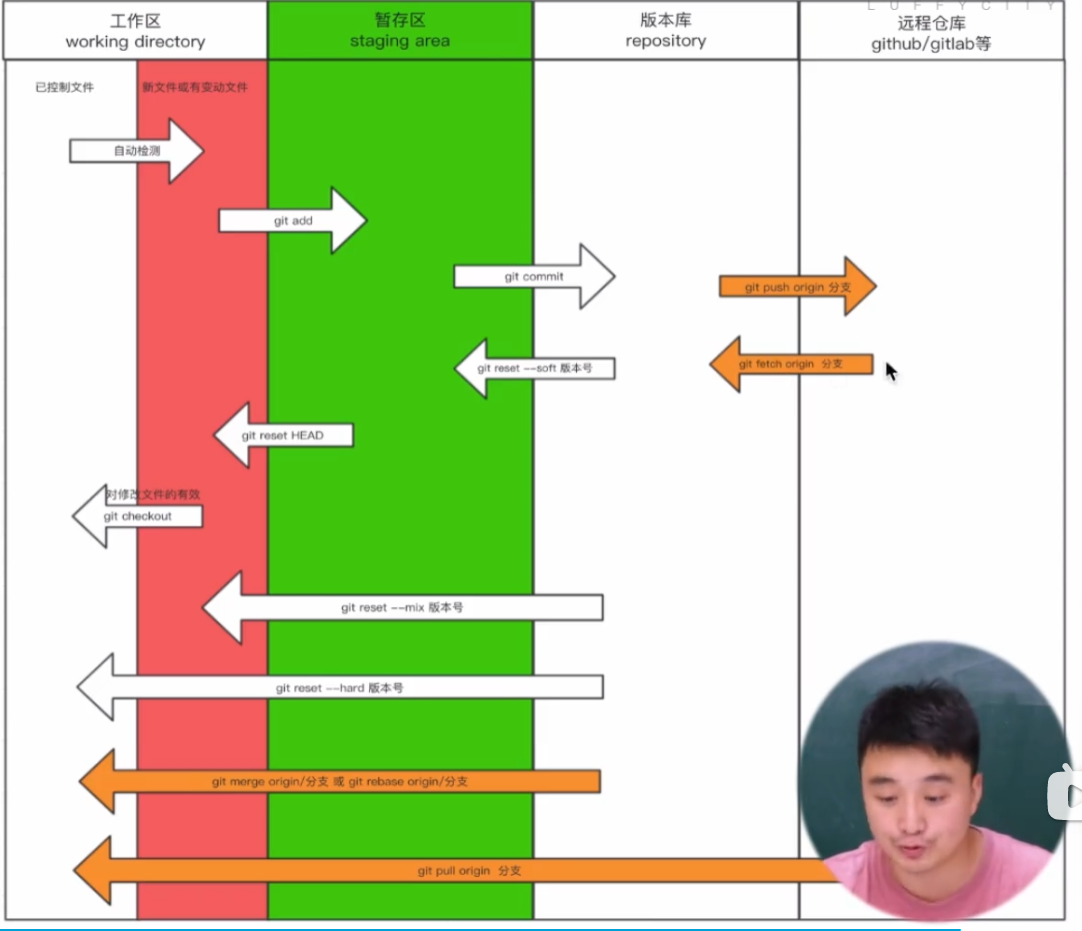 LUFFYCITY
工作区
working directory
暂存区
staging area
版本库
repository
远程仓库
github/gitlab等
已控制文件
新文件或有变动文件
自动检测
git add
git commit
git push origin 分支
git reset --soft 版本号
git fetch origin 分支
git reset HEAD
对修改文件的有效
git checkout
git reset --mix 版本号
git reset --hard 版本号
git merge origin/分支 或 git rebase origin/分支
git pull origin 分支